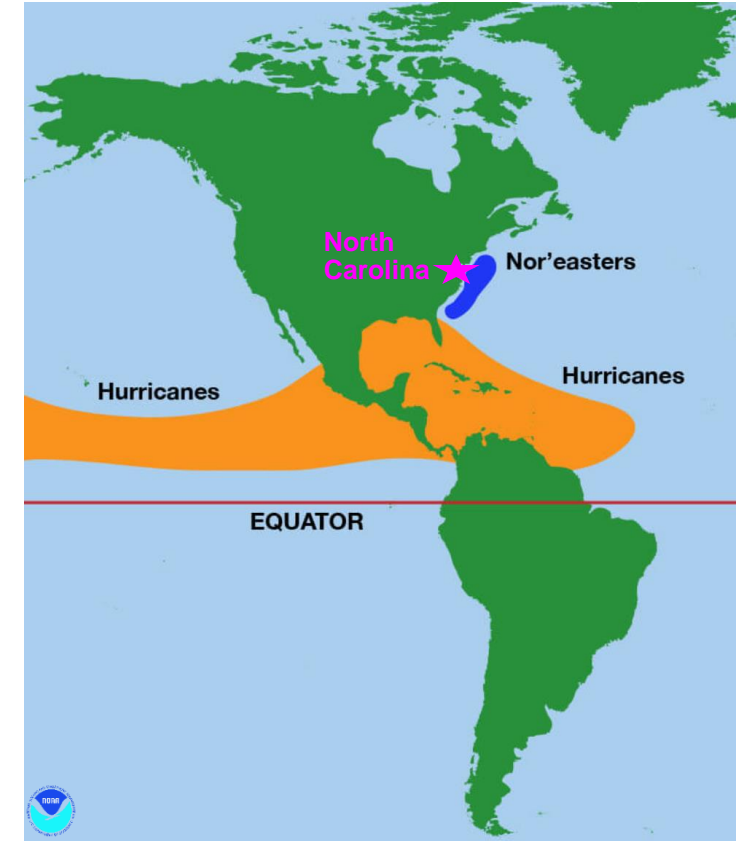 North
Carolina
Nor'easters
Hurricanes
Hurricanes
EQUATOR
NOAA